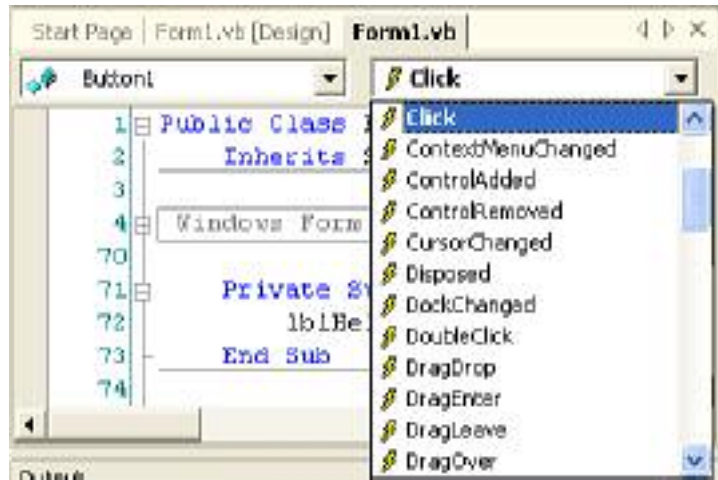 Start Page Form1.vb [Design] Form1.vb
Button1 Click
1 Public Class
2 Inherits
3
4 Windows Form
70
71 Private
72
73 End Sub
74
Click
ContextMenuChanged
ControlAdded
ControlRemoved
CursorChanged
Disposed
DockChanged
DoubleClick
DragDrop
DragEnter
DragLeave
DragOver
Output